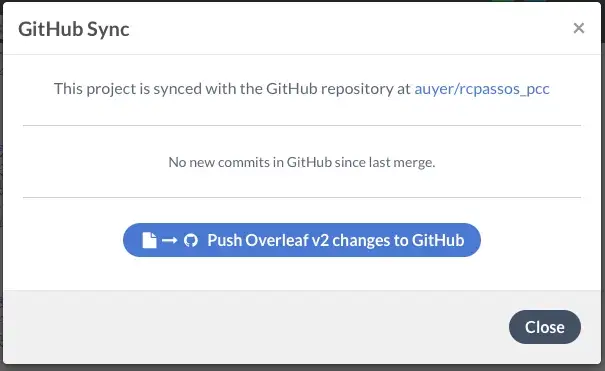 GitHub Sync
×
This project is synced with the GitHub repository at auyer/rcpassos_pcc
No new commits in GitHub since last merge.
Push Overleaf v2 changes to GitHub
Close